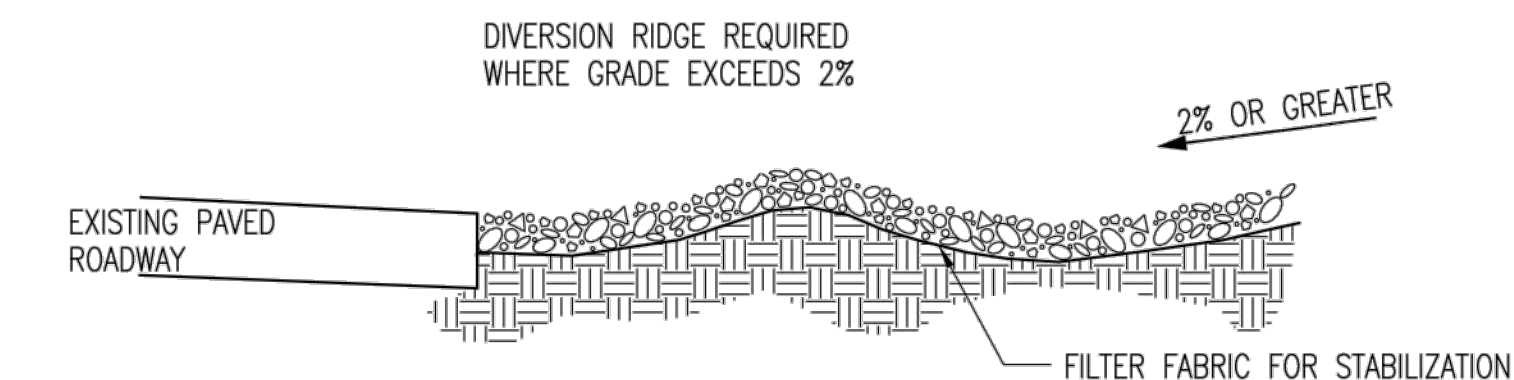 DIVERSION RIDGE REQUIRED
WHERE GRADE EXCEEDS 2%
2% OR GREATER
EXISTING PAVED
ROADWAY
FILTER FABRIC FOR STABILIZATION